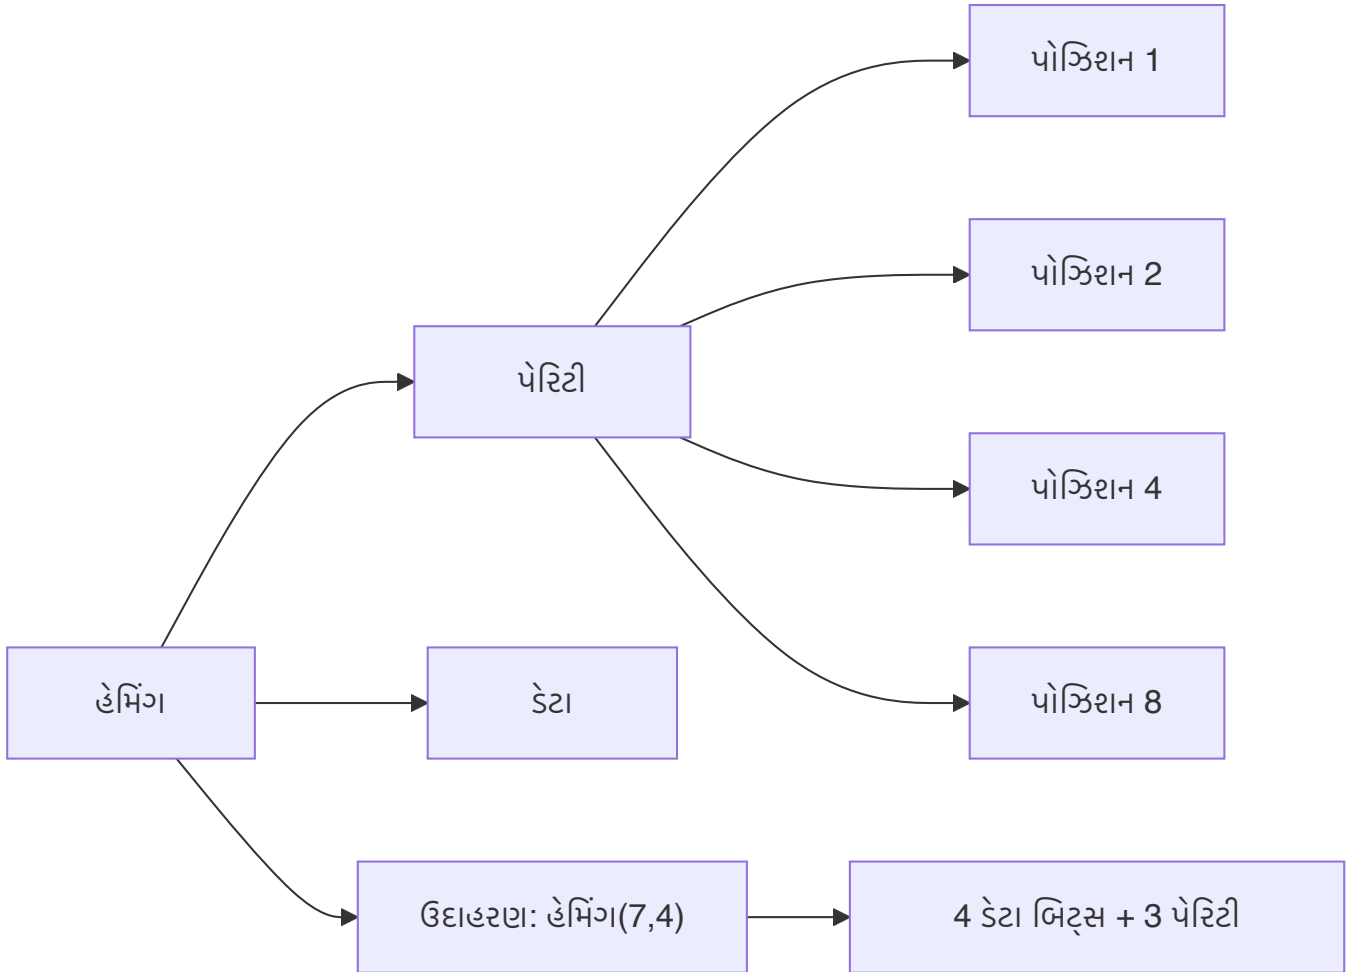 પોઝિશન 1
પોઝિશન 2
પેરિટી
પોઝિશન 4
હેમિંગ
ડેટા
પોઝિશન 8
ઉદાહરણ: હેમિંગ(7,4)
4 ડેટા બિટ્સ + 3 પેરિટી